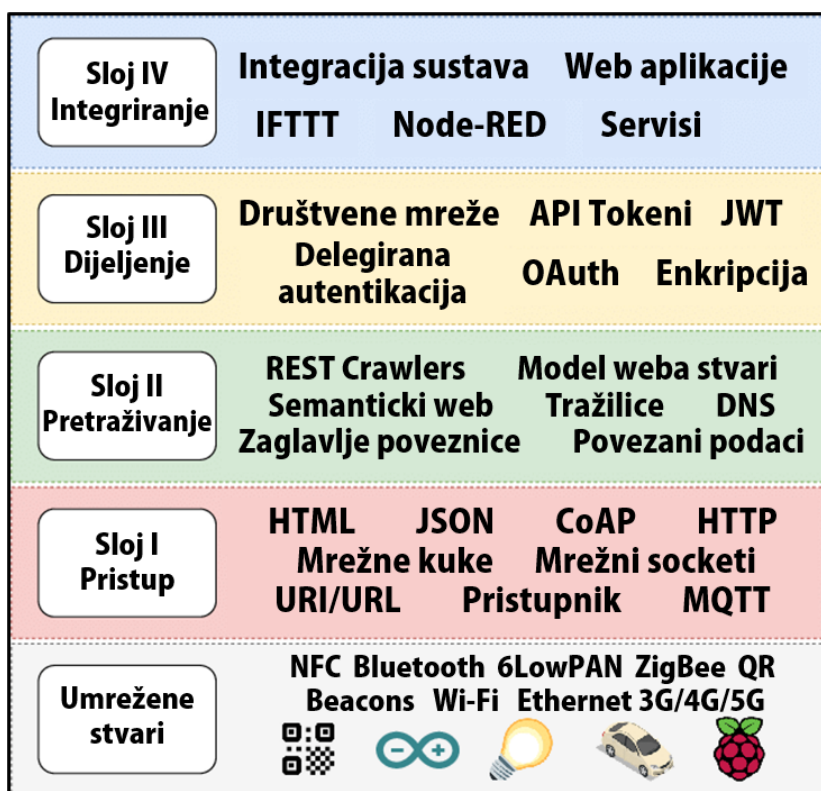 Sloj IV
Integriranje
Integracija sustava Web aplikacije
IFTTT Node-RED Servisi
Sloj III
Dijeljenje
Društvene mreže API Tokeni JWT
Delegirana
autentikacija
OAuth Enkripcija
Sloj II
Pretraživanje
REST Crawlers Model weba stvari
Semanticki web Tražilice DNS
Zaglavlje poveznice Povezani podaci
Sloj I
Pristup
HTML JSON CoAP HTTP
Mrežne kuke Mrežni socketi
URI/URL Pristupnik MQTT
Umrežene
stvari
NFC Bluetooth 6LowPAN ZigBee QR
Beacons Wi-Fi Ethernet 3G/4G/5G